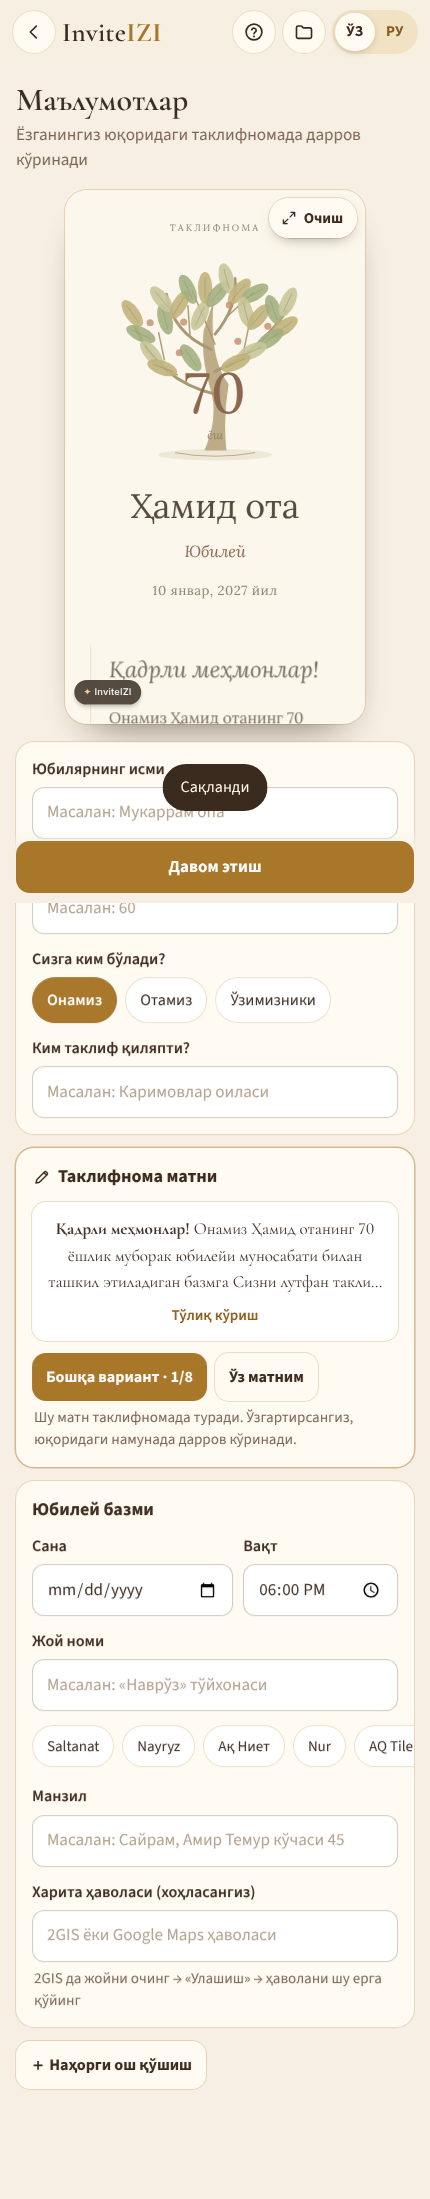 InviteIZI
ЎЗ РУ
Маълумотлар
Ёзганингиз юқоридаги таклифномада дарров
кўринади
Очиш
ТАКЛИФНОМА
70
ёш
Ҳамид ота
Юбилей
10 январ, 2027 йил
Қадрли меҳмонлар!
InviteIZI
Онамиз Ҳамид отанинг 70
Юбилярнинг исми
Сақланди
Масалан: Мукаррам опа
Давом этиш
Масалан: 60
Сизга ким бўлади?
Онамиз Отамиз Ўзимизники
Ким таклиф қиляпти?
Масалан: Каримовлар оиласи
Таклифнома матни
Қадрли меҳмонлар! Онамиз Ҳамид отанинг 70
ёшлик муборак юбилейи муносабати билан
ташкил этиладиган базмга Сизни лутфан такли...
Тўлиқ кўриш
Бошқа вариант · 1/8 Ўз матним
Шу матн таклифномада туради. Ўзгартирсангиз,
юқоридаги намунада дарров кўринади.
Юбилей базми
Сана Вақт
mm/dd/yyyy 06:00 PM
Жой номи
Масалан: «Наврўз» тўйхонаси
Saltanat Nayryz Ақ Ниет Nur AQ Tile
Манзил
Масалан: Сайрам, Амир Темур кўчаси 45
Харита ҳаволаси (хоҳласангиз)
2GIS ёки Google Maps ҳаволаси
2GIS да жойни очинг → «Улашиш» → ҳаволани шу ерга
қўйинг
+ Наҳорги ош қўшиш